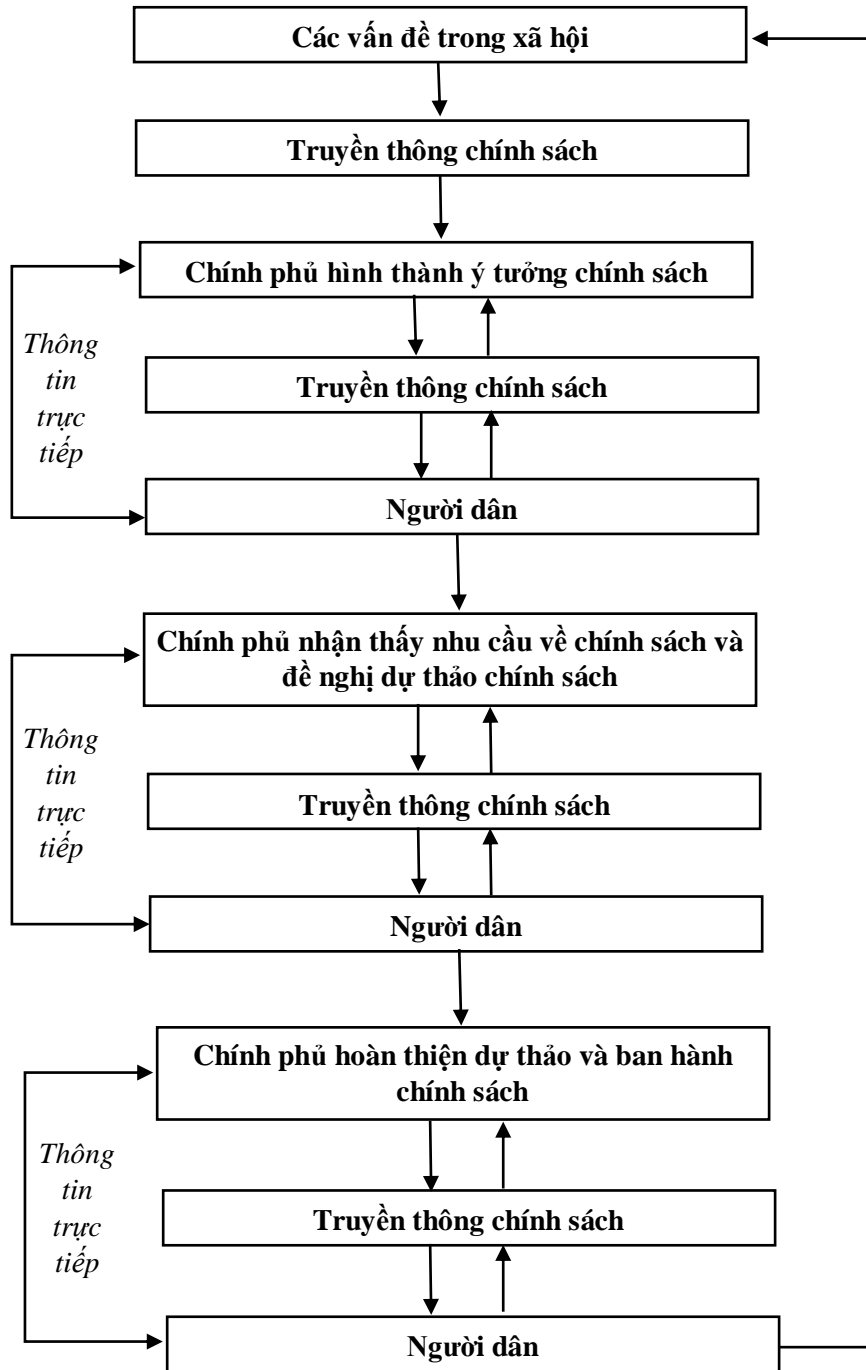 Các vấn đề trong xã hội
Truyền thông chính sách
Chính phủ hình thành ý tưởng chính sách
Thông
tin
trực
tiếp
Truyền thông chính sách
Người dân
Chính phủ nhận thấy nhu cầu về chính sách và
đề nghị dự thảo chính sách
Thông
tin
trực
tiếp
Truyền thông chính sách
Người dân
Chính phủ hoàn thiện dự thảo và ban hành
chính sách
Thông
tin
trực
tiếp
Truyền thông chính sách
Người dân